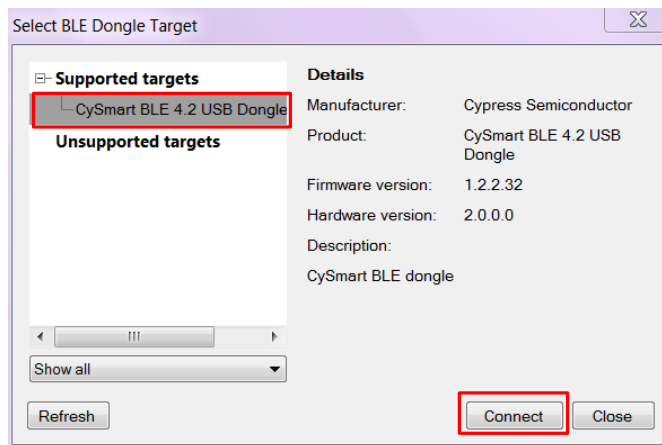 Select BLE Dongle Target
Supported targets
CySmart BLE 4.2 USB Dongle
Unsupported targets
Show all
Refresh
Details
Manufacturer: Cypress Semiconductor
Product: CySmart BLE 4.2 USB
Dongle
Firmware version: 1.2.2.32
Hardware version: 2.0.0.0
Description:
CySmart BLE dongle
Connect Close